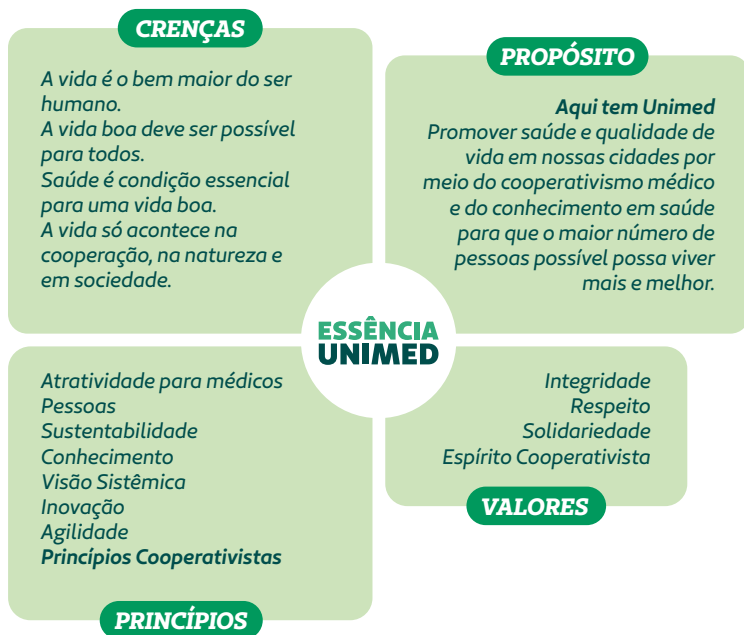 CRENÇAS
A vida é o bem maior do ser
humano.
A vida boa deve ser possível
para todos.
Saúde é condição essencial
para uma vida boa.
A vida só acontece na
cooperação, na natureza e
em sociedade.
PROPÓSITO
Aqui tem Unimed
Promover saúde e qualidade de
vida em nossas cidades por
meio do cooperativismo médico
e do conhecimento em saúde
para que o maior número de
pessoas possível possa viver
mais e melhor.
ESSÊNCIA
UNIMED
Atratividade para médicos
Pessoas
Sustentabilidade
Conhecimento
Visão Sistêmica
Inovação
Agilidade
Princípios Cooperativistas
PRINCÍPIOS
Integridade
Respeito
Solidariedade
Espírito Cooperativista
VALORES